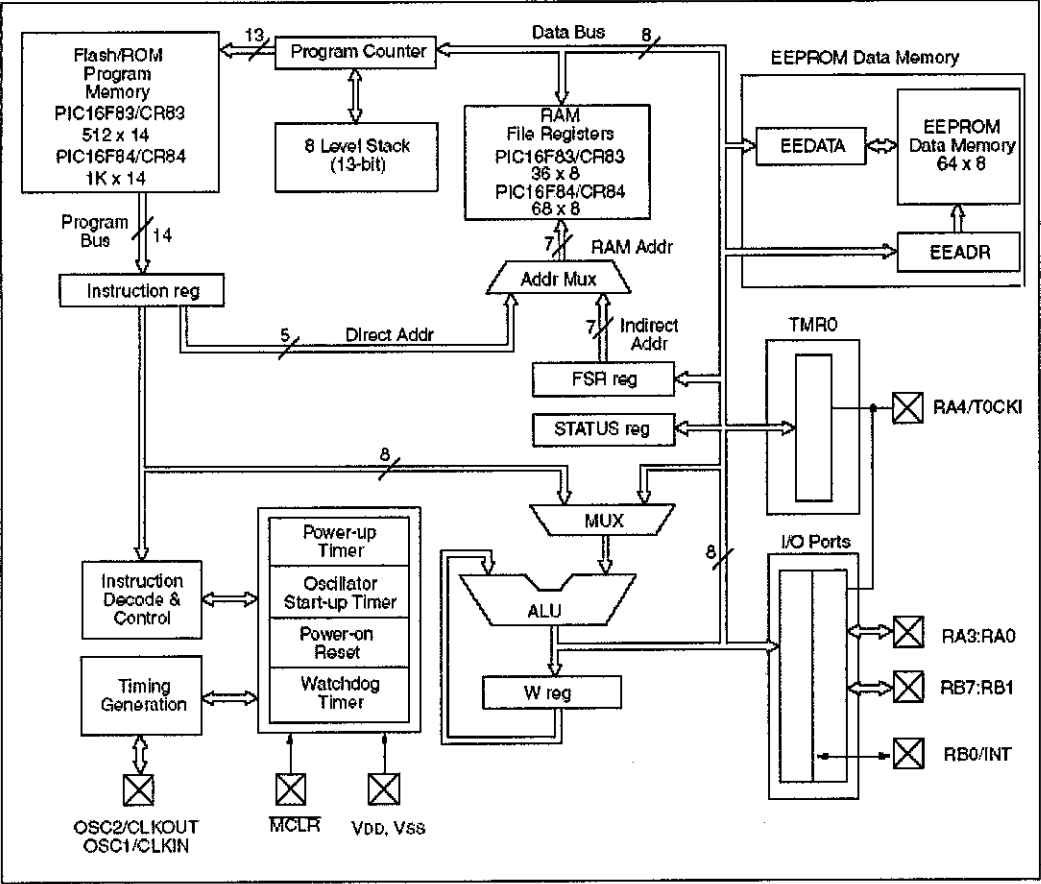 Flash/ROM
Program
Memory
PIC16F83/CR83
512 x 14
PIC16F84/CR84
1K x 14
13
Program Counter
Data Bus
8
8 Level Stack
(13-bit)
RAM
File Registers
PIC16F83/CR83
36 x 8
PIC16F84/CR84
68 x 8
EEPROM Data Memory
EEDATA
EEPROM
Data Memory
64 x 8
EEADR
Program
Bus
14
7
RAM Addr
Instruction reg
Addr Mux
5
Direct Addr
7
Indirect
Addr
FSR reg
STATUS reg
TMR0
RA4/T0CKI
8
MUX
8
I/O Ports
Power-up
Timer
Oscillator
Start-up Timer
Power-on
Reset
Watchdog
Timer
Instruction
Decode &
Control
Timing
Generation
ALU
W reg
RA3:RA0
RB7:RB1
RB0/INT
OSC2/CLKOUT
OSC1/CLKIN
MCLR
VDD, VSS